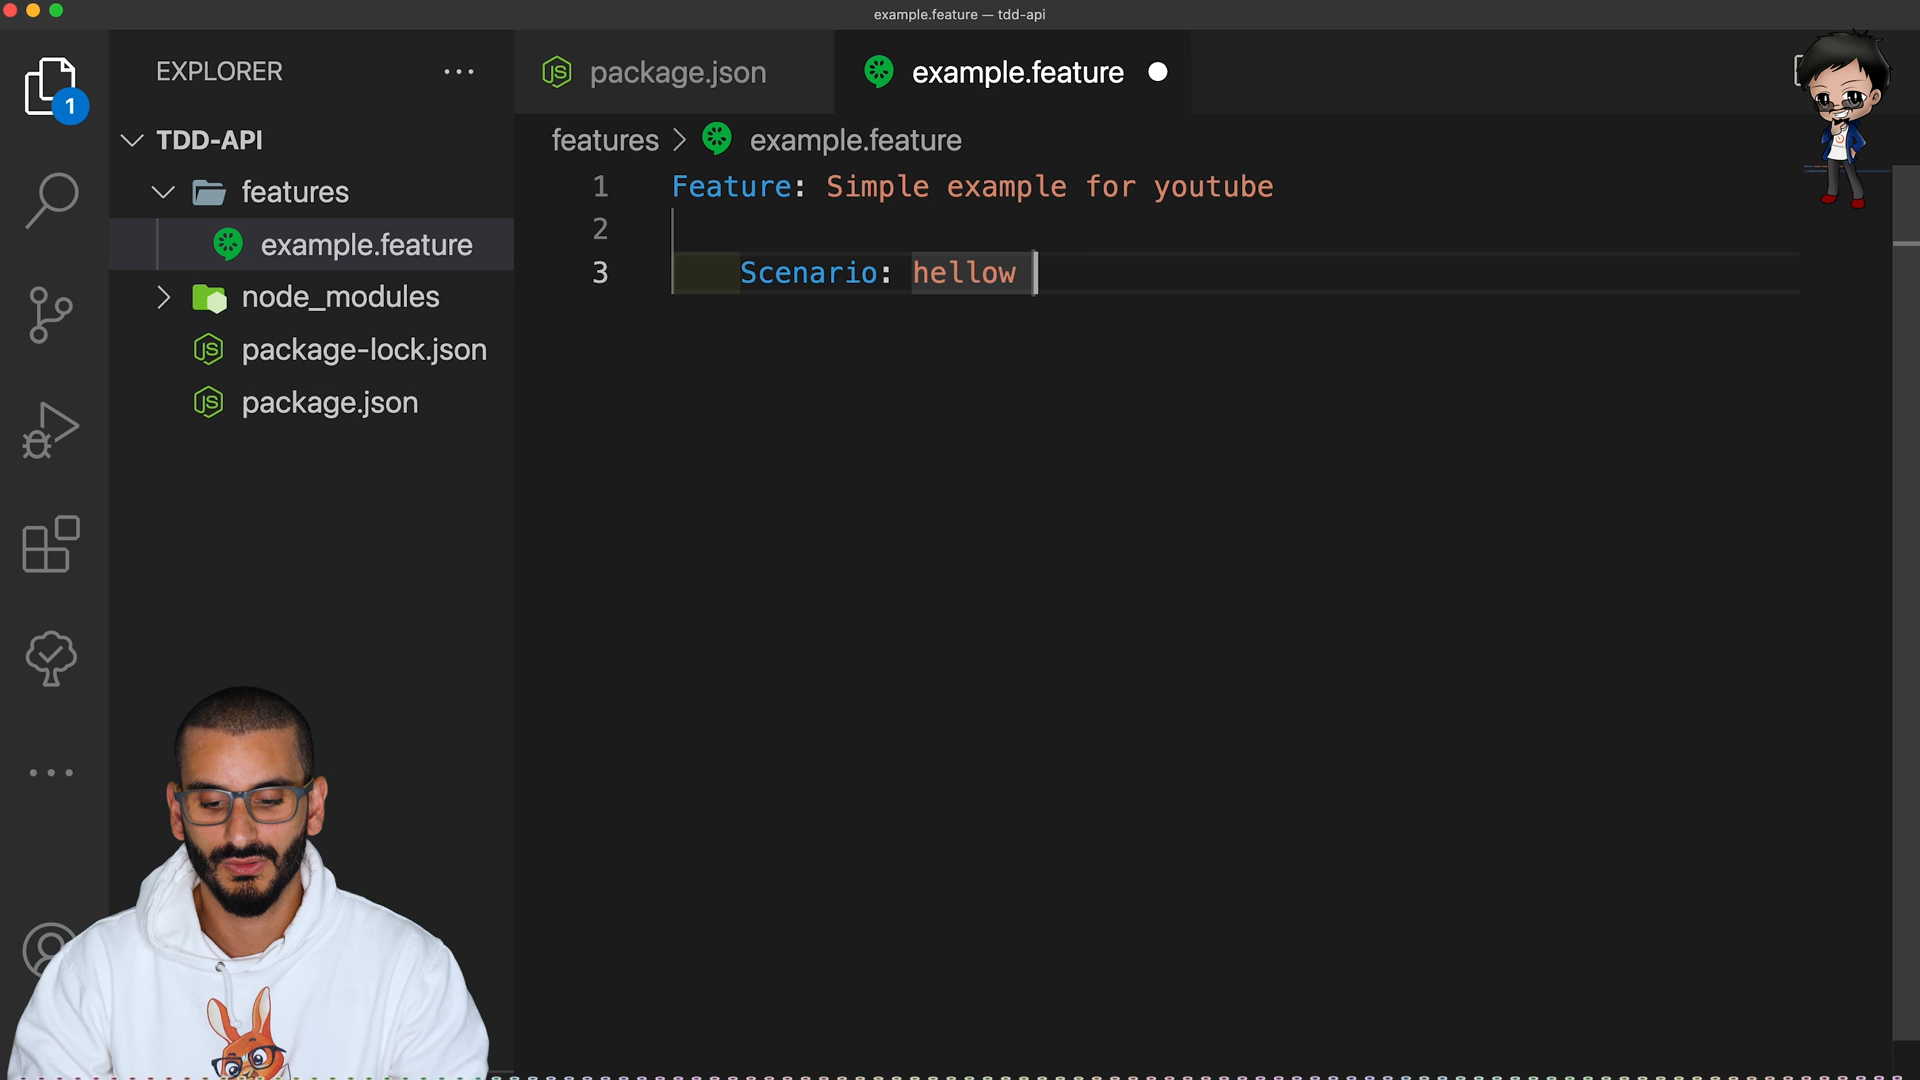 example.feature — tdd-api
EXPLORER
package.json
example.feature
1
TDD-API
features
example.feature
node_modules
package-lock.json
package.json
features > example.feature
1 Feature: Simple example for youtube
2
3 Scenario: hellow